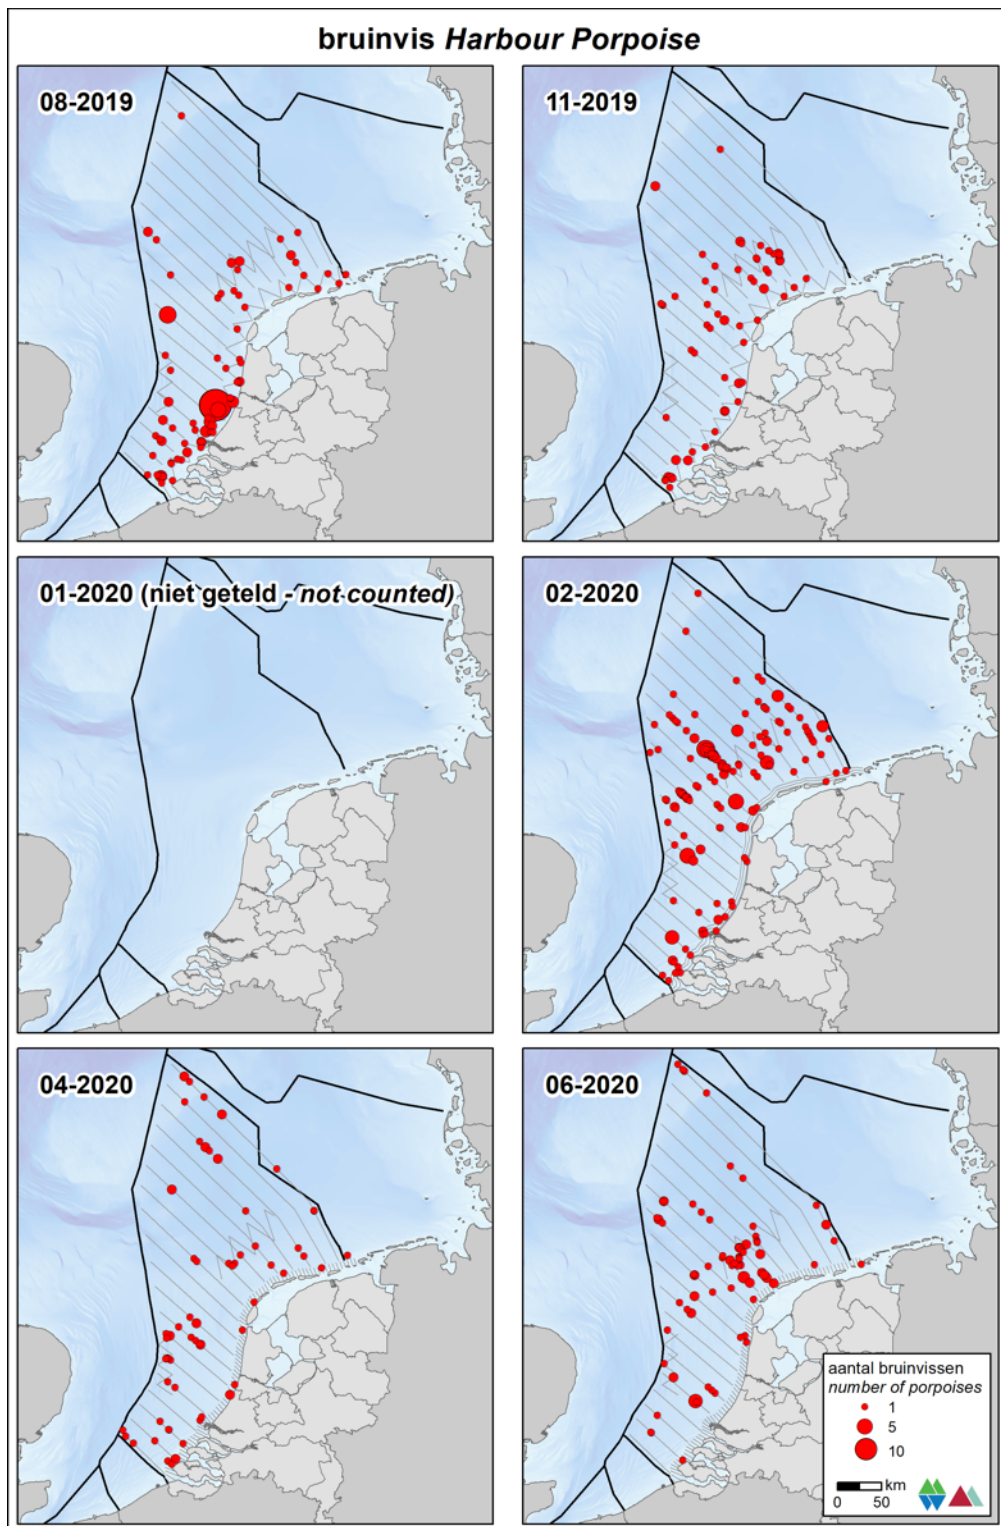 bruinvis Harbour Porpoise
08-2019
11-2019
01-2020 (niet geteld - not counted)
02-2020
04-2020
06-2020
aantal bruinvissen
number of porpoises
1
5
10
km
0 50